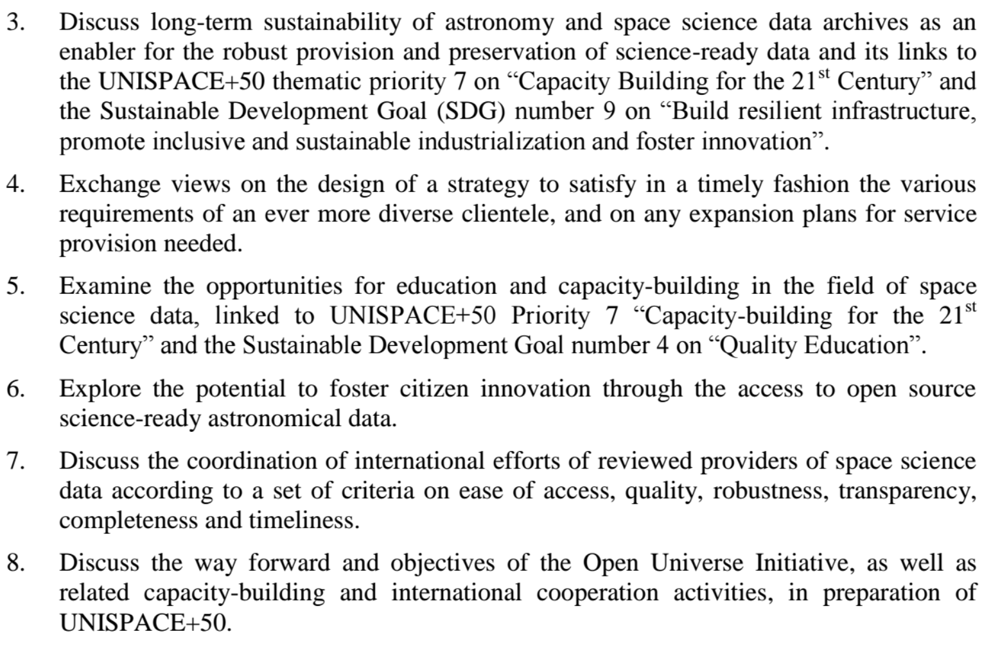 3. Discuss long-term sustainability of astronomy and space science data archives as an
enabler for the robust provision and preservation of science-ready data and its links to
the UNISPACE+50 thematic priority 7 on “Capacity Building for the 21st Century” and
the Sustainable Development Goal (SDG) number 9 on “Build resilient infrastructure,
promote inclusive and sustainable industrialization and foster innovation”.
4. Exchange views on the design of a strategy to satisfy in a timely fashion the various
requirements of an ever more diverse clientele, and on any expansion plans for service
provision needed.
5. Examine the opportunities for education and capacity-building in the field of space
science data, linked to UNISPACE+50 Priority 7 “Capacity-building for the 21st
Century” and the Sustainable Development Goal number 4 on “Quality Education”.
6. Explore the potential to foster citizen innovation through the access to open source
science-ready astronomical data.
7. Discuss the coordination of international efforts of reviewed providers of space science
data according to a set of criteria on ease of access, quality, robustness, transparency,
completeness and timeliness.
8. Discuss the way forward and objectives of the Open Universe Initiative, as well as
related capacity-building and international cooperation activities, in preparation of
UNISPACE+50.